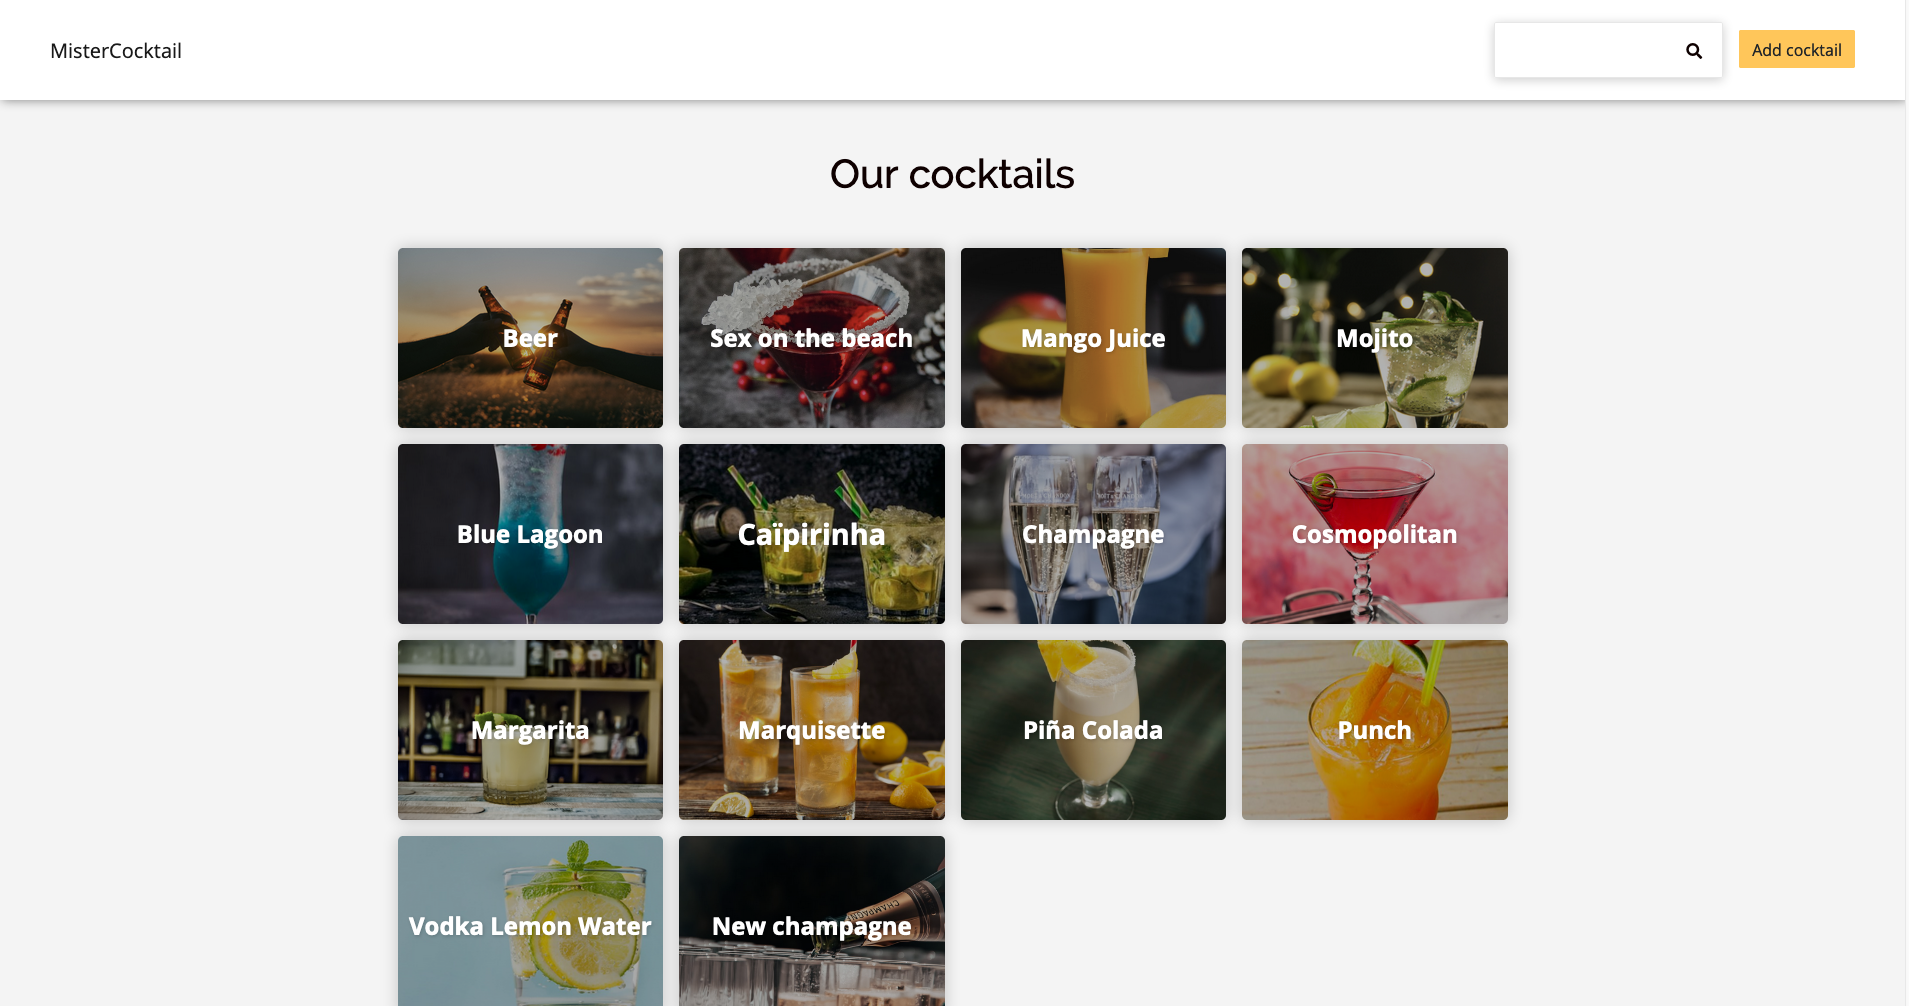 MisterCocktail
Add cocktail
Our cocktails
Beer
Sex on the beach
Mango Juice
Mojito
Blue Lagoon
Caïpirinha
Champagne
Cosmopolitan
Margarita
Marquisette
Piña Colada
Punch
Vodka Lemon Water
New champagne
CHAMPAGNE